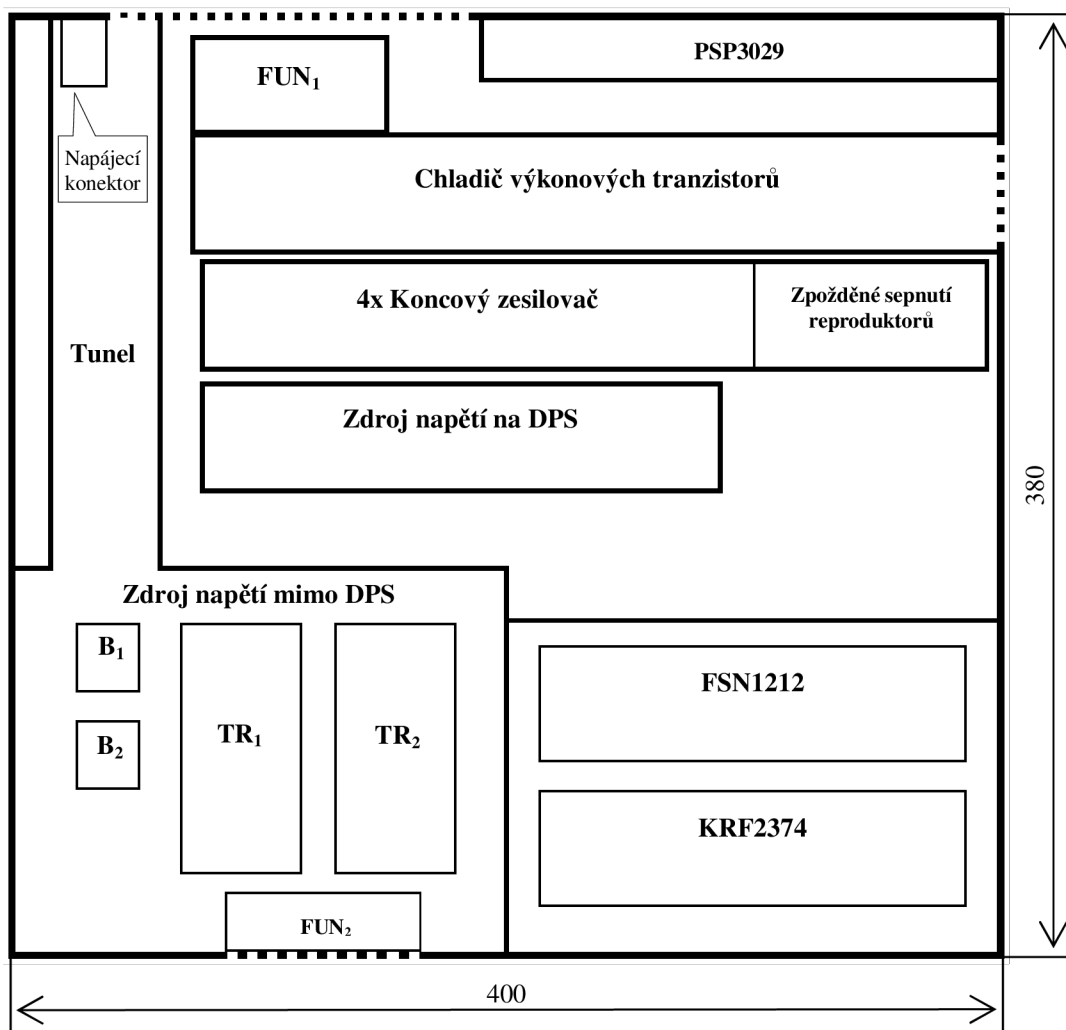 PSP3029
FUN₁
Napájecí
konektor
Chladič výkonových tranzistorů
4x Koncový zesilovač
Zpožděné sepnutí
reproduktorů
Tunel
Zdroj napětí na DPS
380
Zdroj napětí mimo DPS
B₁
B₂
TR₁
TR₂
FSN1212
KRF2374
FUN₂
400